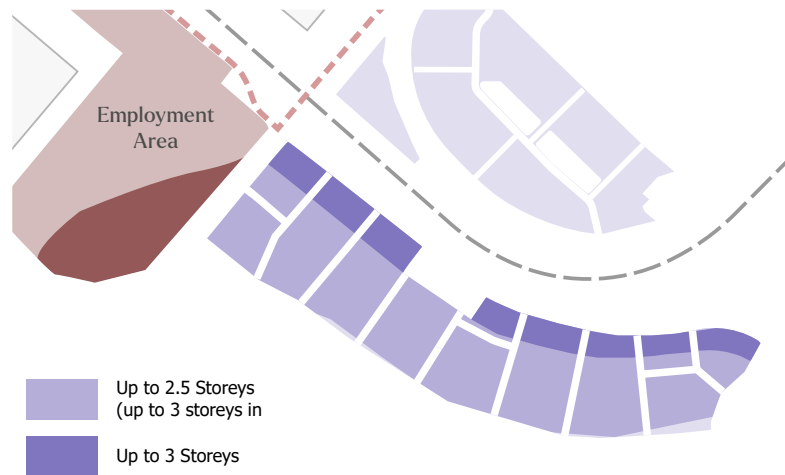 Employment
Area
Up to 2.5 Storeys
(up to 3 storeys in
Up to 3 Storeys